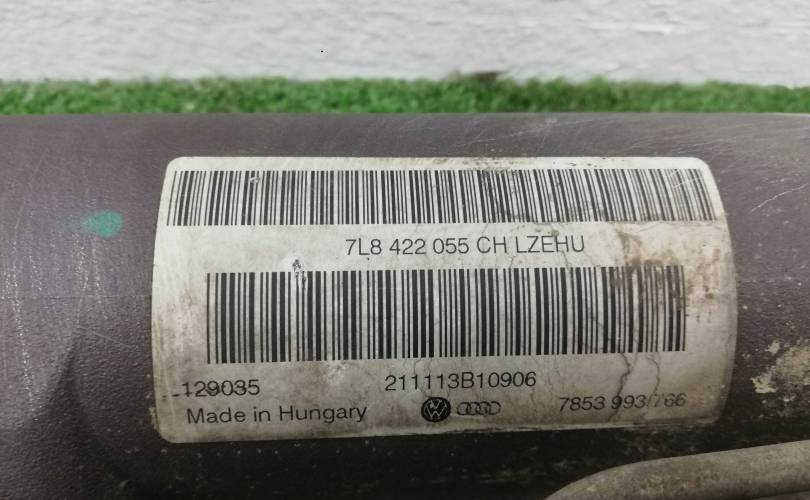 7L8 422 055 CH LZEHU
129035 211113B10906
Made in Hungary 7853 993/766